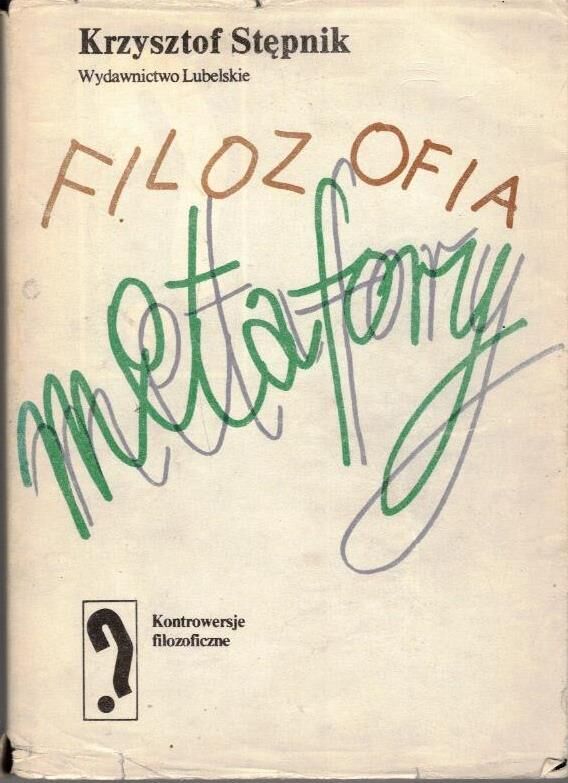 Krzysztof Stępnik
Wydawnictwo Lubelskie
FILOZOFIA
metafory
?
Kontrowersje
filozoficzne